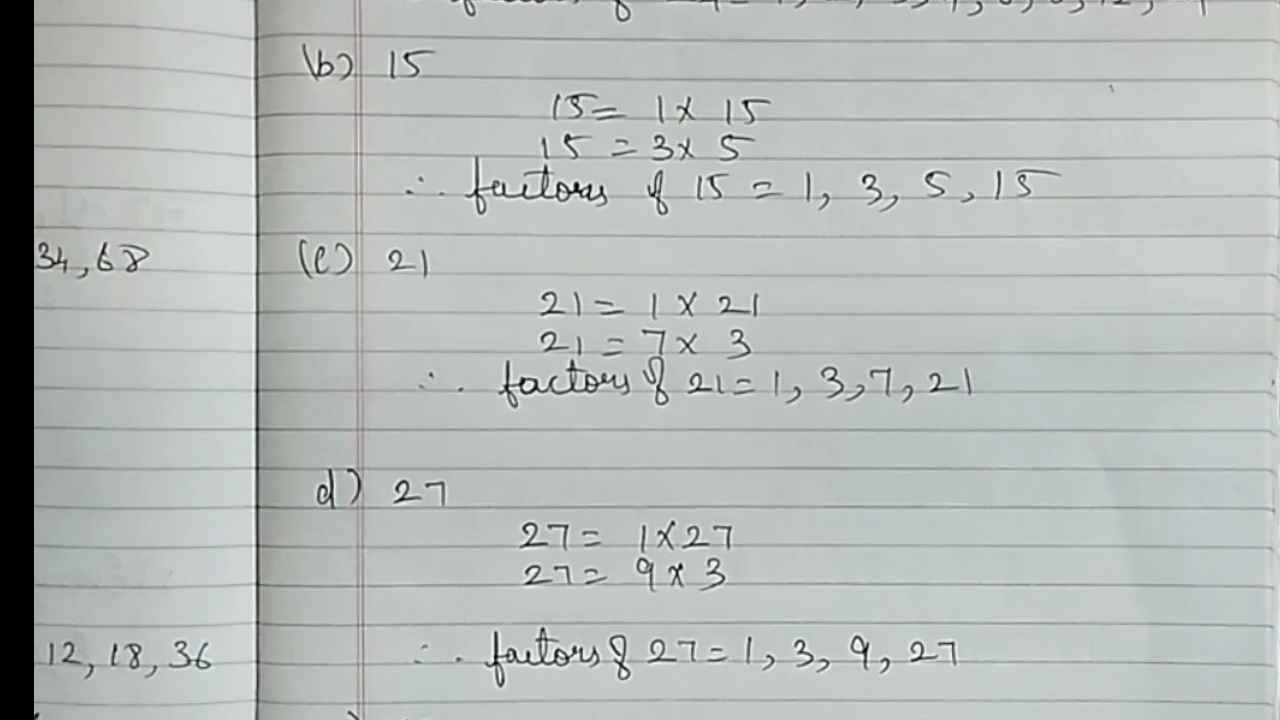 (b) 15
15 = 1 x 15
15 = 3 x 5
∴ factors of 15 = 1, 3, 5, 15
34, 68
(c) 21
21 = 1 x 21
21 = 7 x 3
∴ factors of 21 = 1, 3, 7, 21
d) 27
27 = 1 x 27
27 = 9 x 3
12, 18, 36
∴ factors of 27 = 1, 3, 9, 27